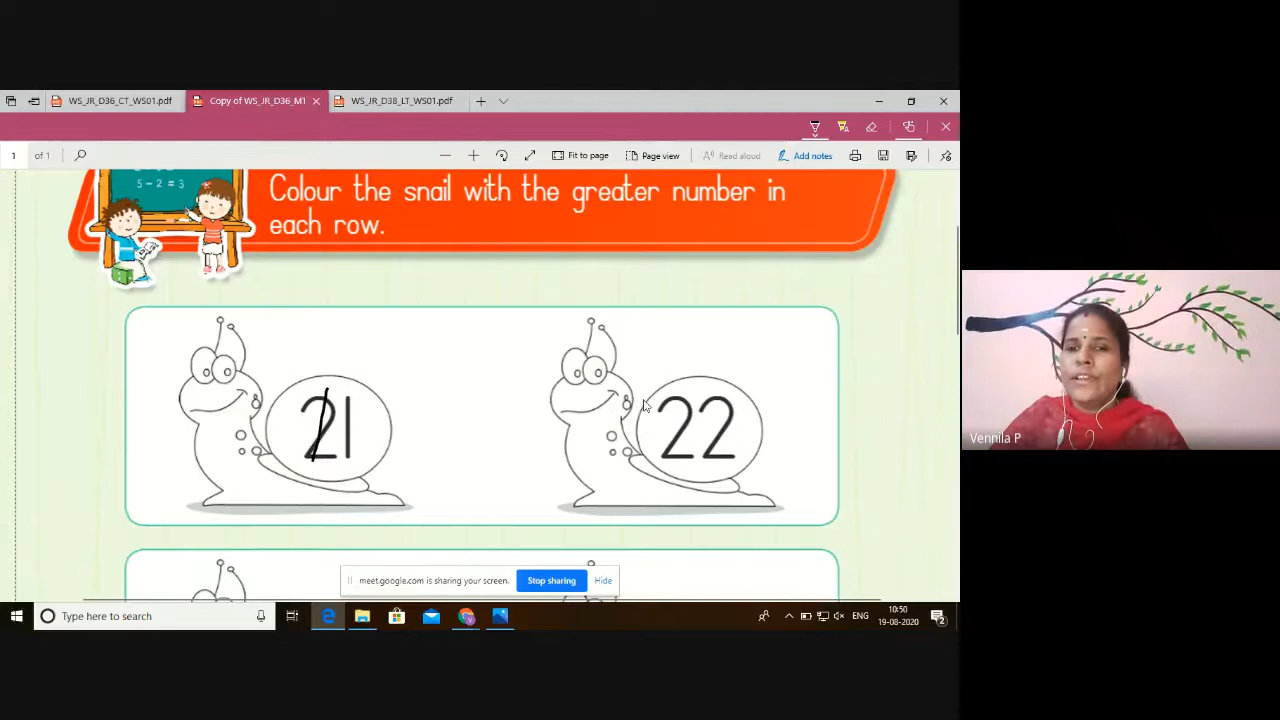 WS_JR_D36_CT_WS01.pdf
Copy of WS_JR_D36_M1
WS_JR_D38_LT_WS01.pdf
1 of 1
Fit to page
Page view
Read aloud
Add notes
5-2=3
Colour the snail with the greater number in
each row.
21
22
Vennila P
meet.google.com is sharing your screen.
Stop sharing
Hide
Type here to search
ENG
10:50
19-08-2020
2